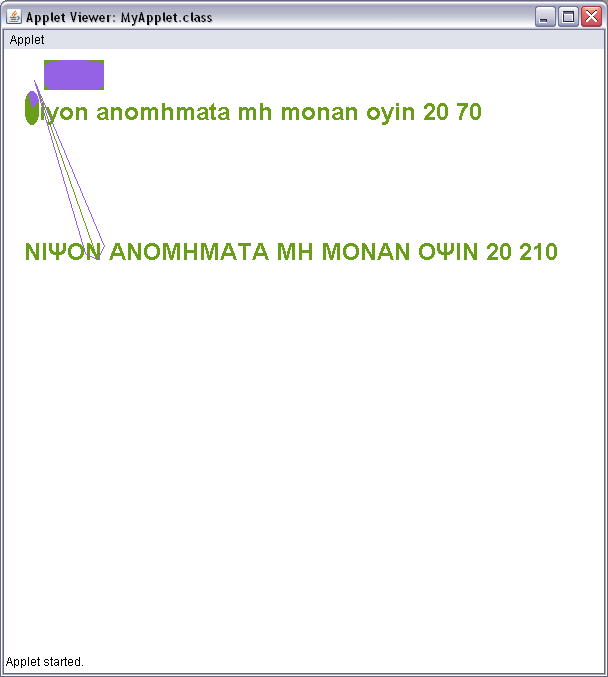 Applet Viewer: MyApplet.class
Applet
anomhmata mh monan oyin 20 70
ΝΙΨΟΝ ΑΝΟΜΗΜΑΤΑ ΜΗ ΜΟΝΑΝ ΟΨΙΝ 20 210
Applet started.